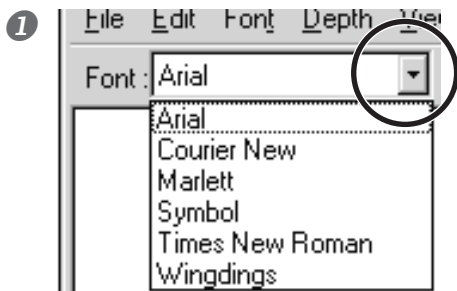 1
File Edit Font Depth
Font : Arial
Arial
Courier New
Marlett
Symbol
Times New Roman
Wingdings